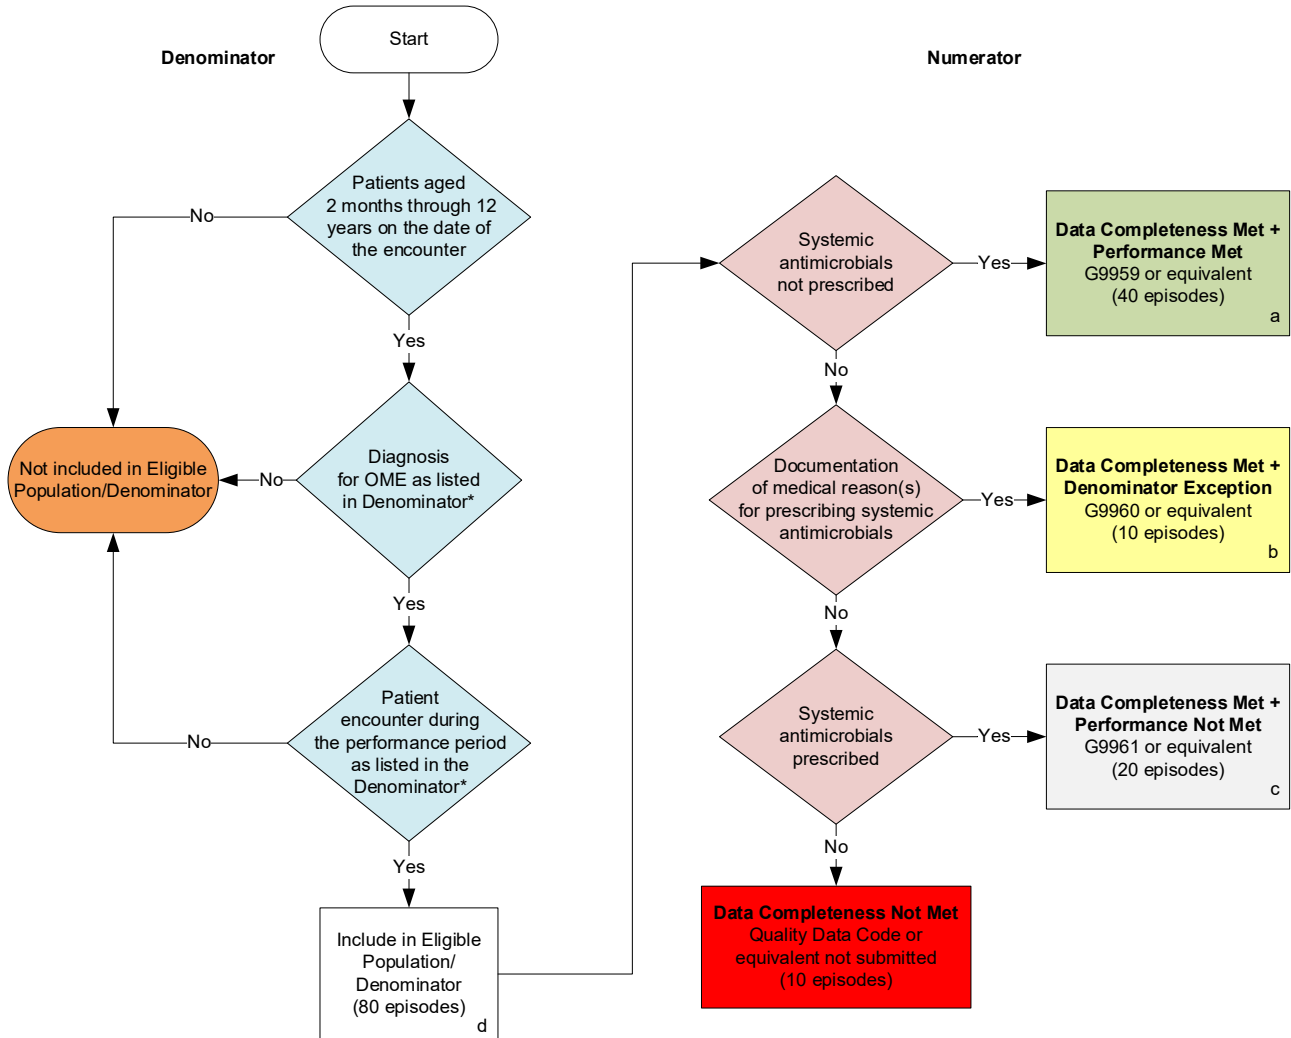 Start
Denominator
Numerator
Patients aged
2 months through 12
years on the date of
the encounter
No
Yes
Diagnosis
for OME as listed
in Denominator*
No
Not included in Eligible
Population/Denominator
Yes
Patient
encounter during
the performance period
as listed in the
Denominator*
No
Yes
Include in Eligible
Population/
Denominator
(80 episodes)
d
Systemic
antimicrobials
not prescribed
Yes
Data Completeness Met +
Performance Met
G9959 or equivalent
(40 episodes)
a
No
Documentation
of medical reason(s)
for prescribing systemic
antimicrobials
Yes
Data Completeness Met +
Denominator Exception
G9960 or equivalent
(10 episodes)
b
No
Systemic
antimicrobials
prescribed
Yes
Data Completeness Met +
Performance Not Met
G9961 or equivalent
(20 episodes)
c
No
Data Completeness Not Met
Quality Data Code or
equivalent not submitted
(10 episodes)